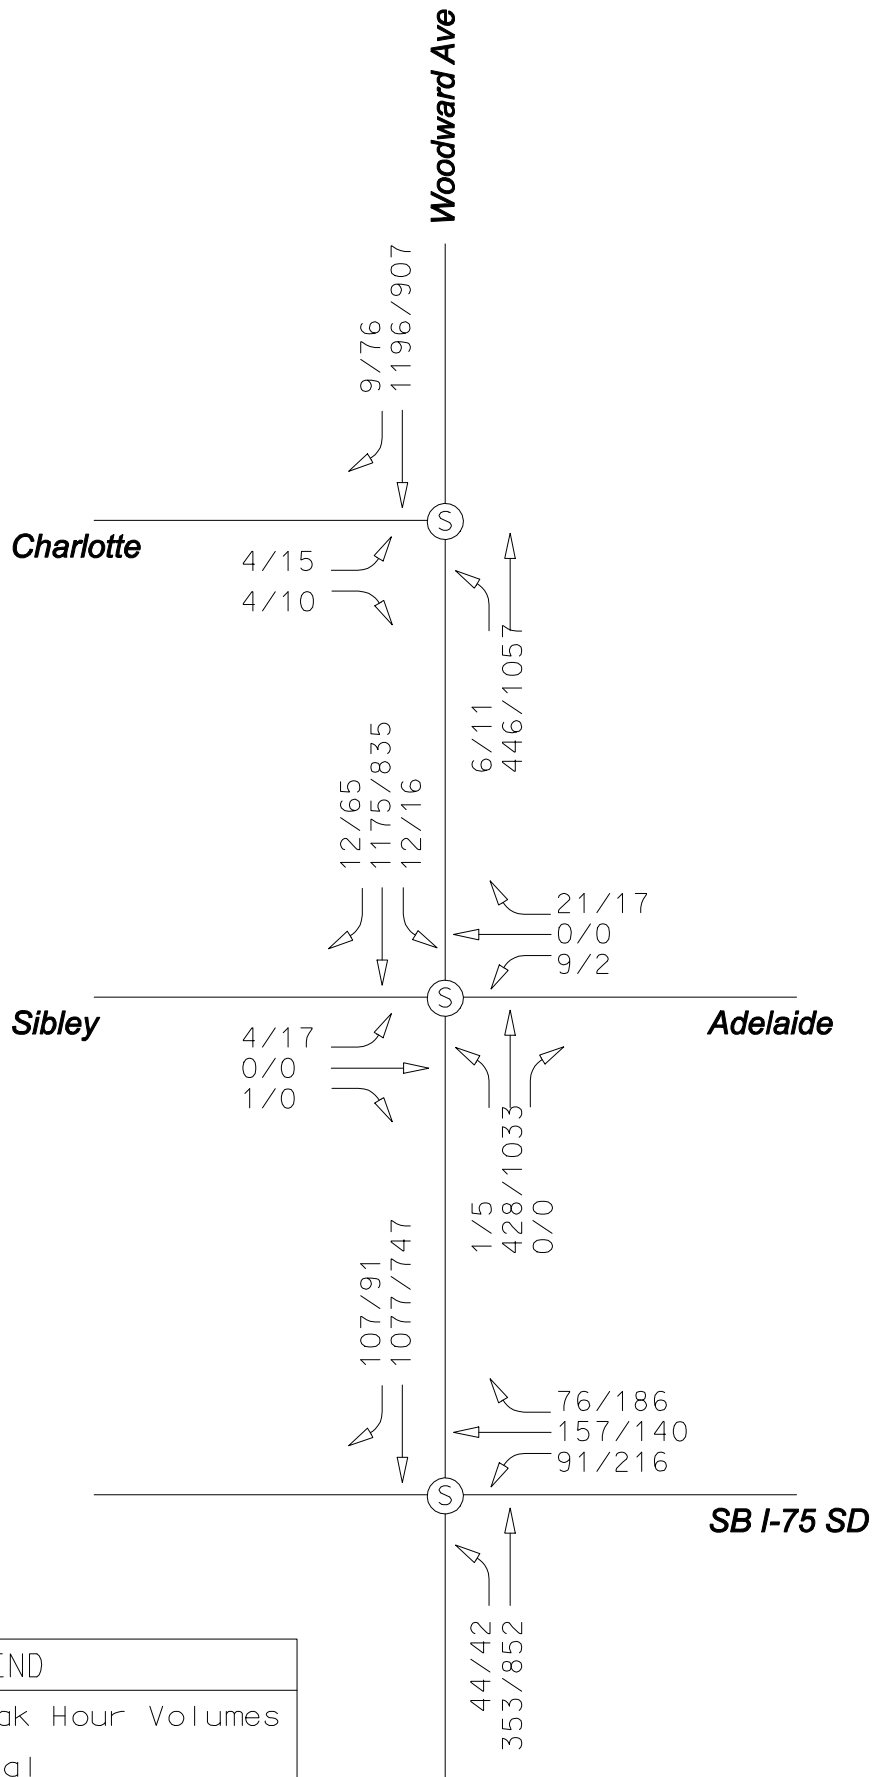 Woodward Ave
9/76
1196/907
Charlotte
4/15
4/10
6/11
446/1057
12/65
1175/835
12/16
21/17
0/0
9/2
Sibley
Adelaide
4/17
0/0
1/0
1/5
428/1033
0/0
107/91
1077/747
76/186
157/140
91/216
SB I-75 SD
44/42
353/852
END
ak Hour Volumes
al
S
S
S